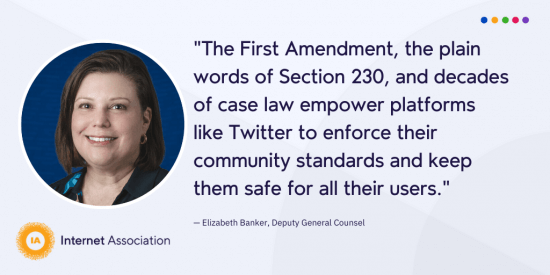 "The First Amendment, the plain
words of Section 230, and decades
of case law empower platforms
like Twitter to enforce their
community standards and keep
them safe for all their users."
— Elizabeth Banker, Deputy General Counsel
IA
Internet Association